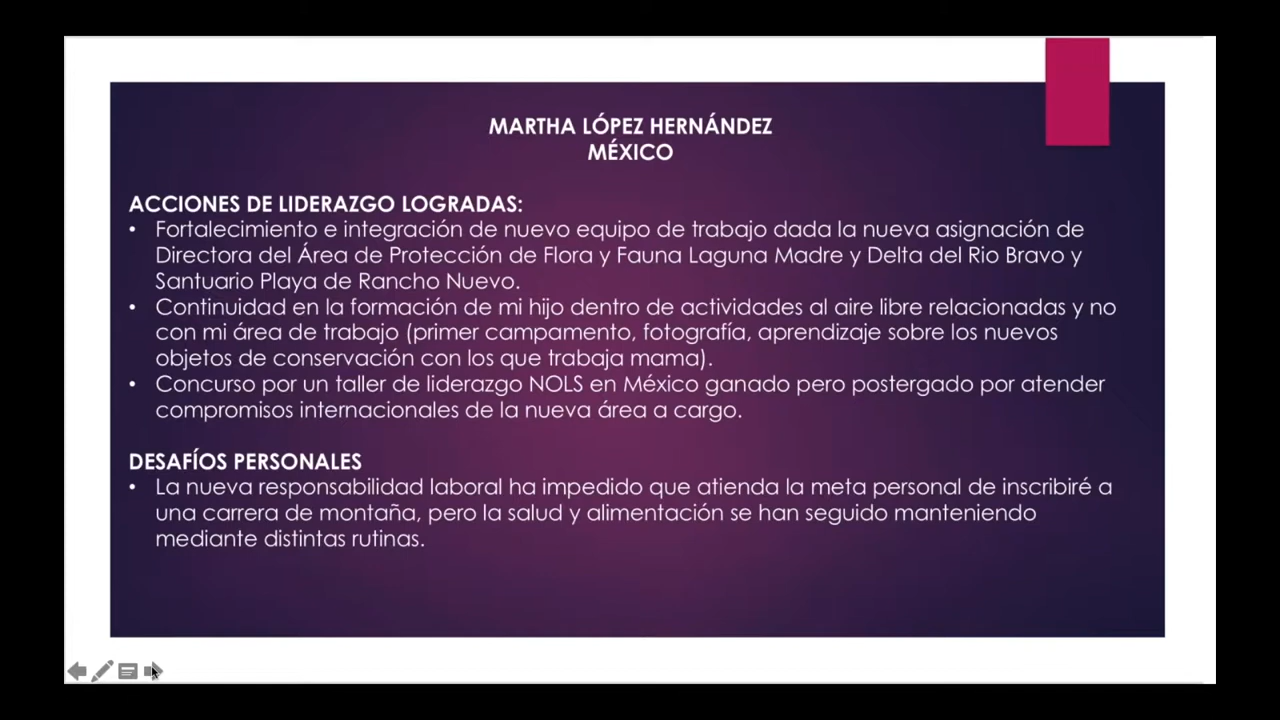 MARTHA LÓPEZ HERNÁNDEZ
MÉXICO
ACCIONES DE LIDERAZGO LOGRADAS:
• Fortalecimiento e integración de nuevo equipo de trabajo dada la nueva asignación de
Directora del Área de Protección de Flora y Fauna Laguna Madre y Delta del Rio Bravo y
Santuario Playa de Rancho Nuevo.
• Continuidad en la formación de mi hijo dentro de actividades al aire libre relacionadas y no
con mi área de trabajo (primer campamento, fotografía, aprendizaje sobre los nuevos
objetos de conservación con los que trabaja mama).
• Concurso por un taller de liderazgo NOLS en México ganado pero postergado por atender
compromisos internacionales de la nueva área a cargo.
DESAFÍOS PERSONALES
• La nueva responsabilidad laboral ha impedido que atienda la meta personal de inscribiré a
una carrera de montaña, pero la salud y alimentación se han seguido manteniendo
mediante distintas rutinas.